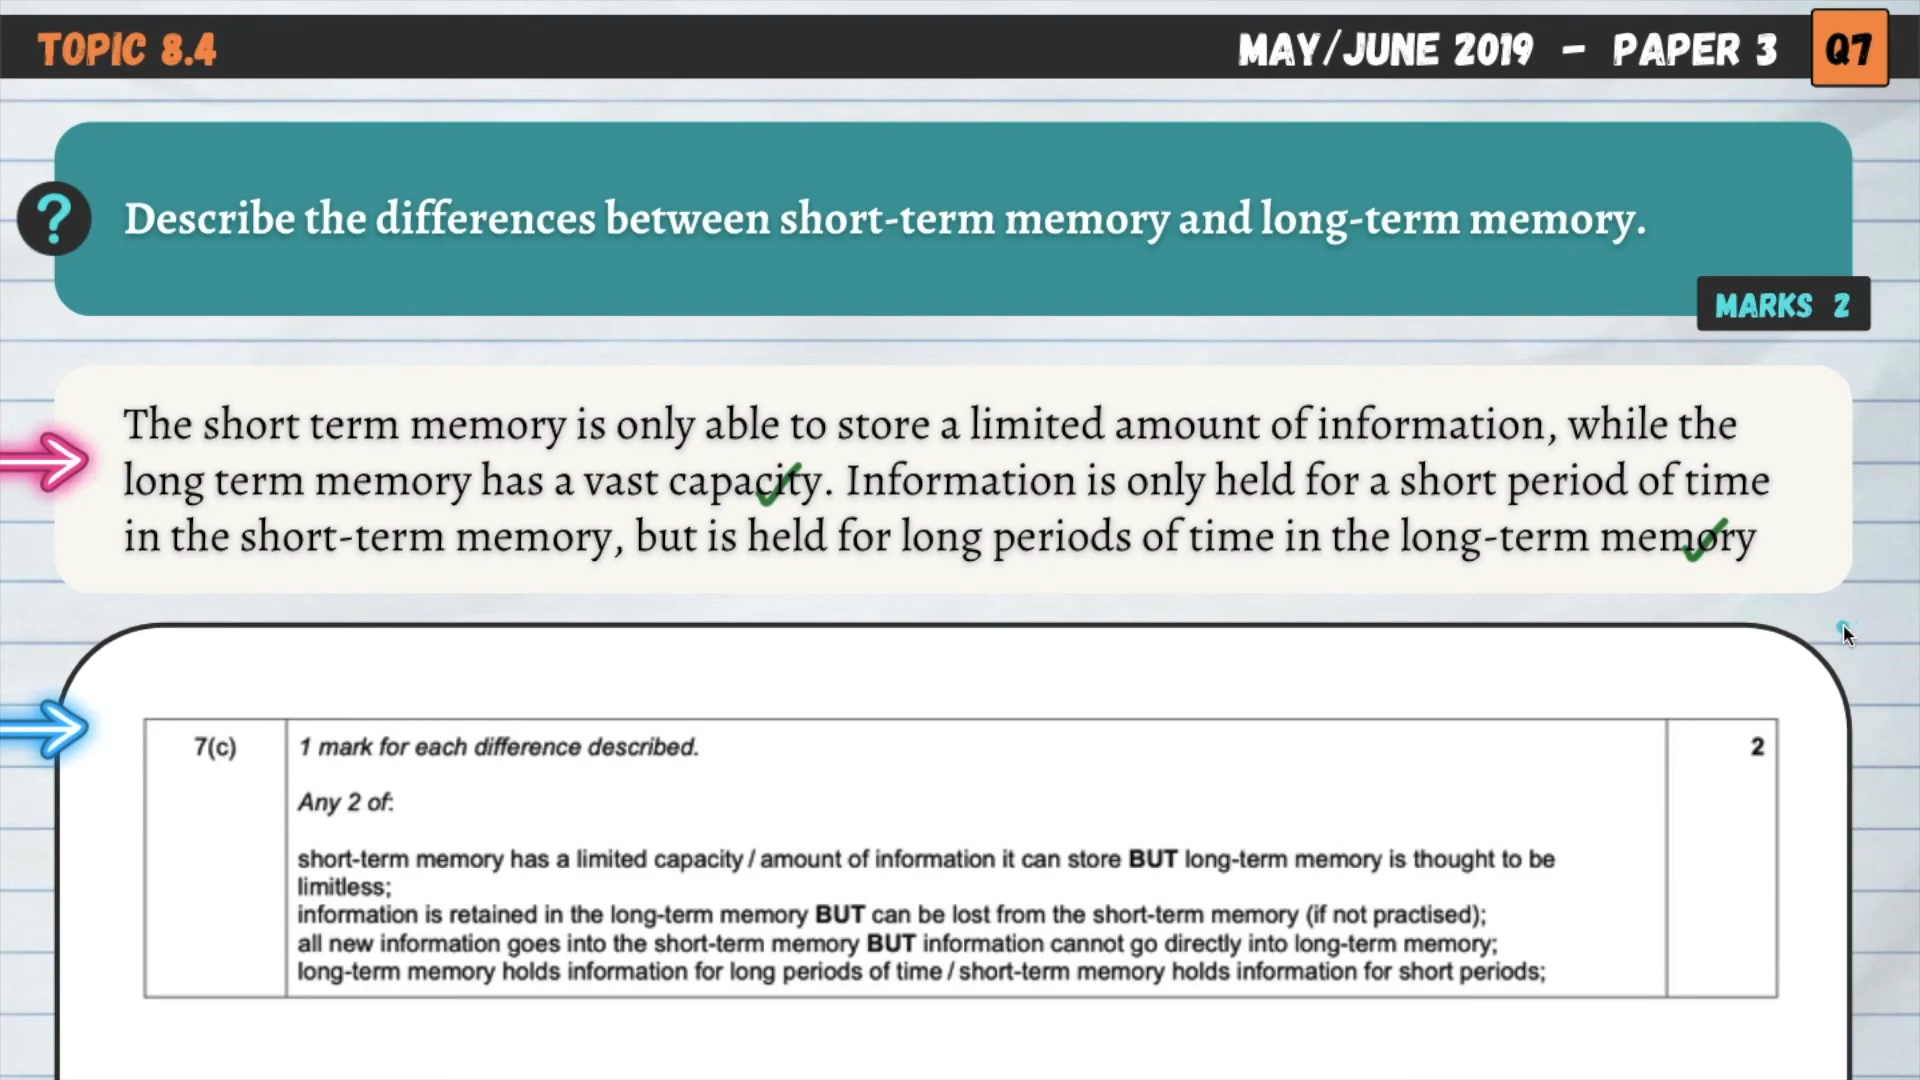 TOPIC 8.4
MAY/JUNE 2019 – PAPER 3
Q7
?
Describe the differences between short-term memory and long-term memory.
MARKS 2
The short term memory is only able to store a limited amount of information, while the
long term memory has a vast capacity. Information is only held for a short period of time
in the short-term memory, but is held for long periods of time in the long-term memory
7(c)
1 mark for each difference described.
2
Any 2 of:
short-term memory has a limited capacity / amount of information it can store BUT long-term memory is thought to be
limitless;
information is retained in the long-term memory BUT can be lost from the short-term memory (if not practised);
all new information goes into the short-term memory BUT information cannot go directly into long-term memory;
long-term memory holds information for long periods of time / short-term memory holds information for short periods;